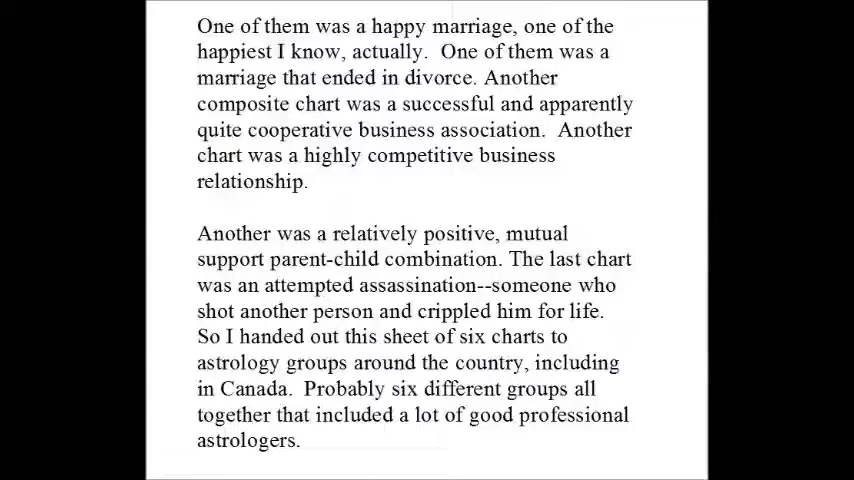 One of them was a happy marriage, one of the
happiest I know, actually.  One of them was a
marriage that ended in divorce. Another
composite chart was a successful and apparently
quite cooperative business association.  Another
chart was a highly competitive business
relationship.
Another was a relatively positive, mutual
support parent-child combination. The last chart
was an attempted assassination--someone who
shot another person and crippled him for life.
So I handed out this sheet of six charts to
astrology groups around the country, including
in Canada.  Probably six different groups all
together that included a lot of good professional
astrologers.